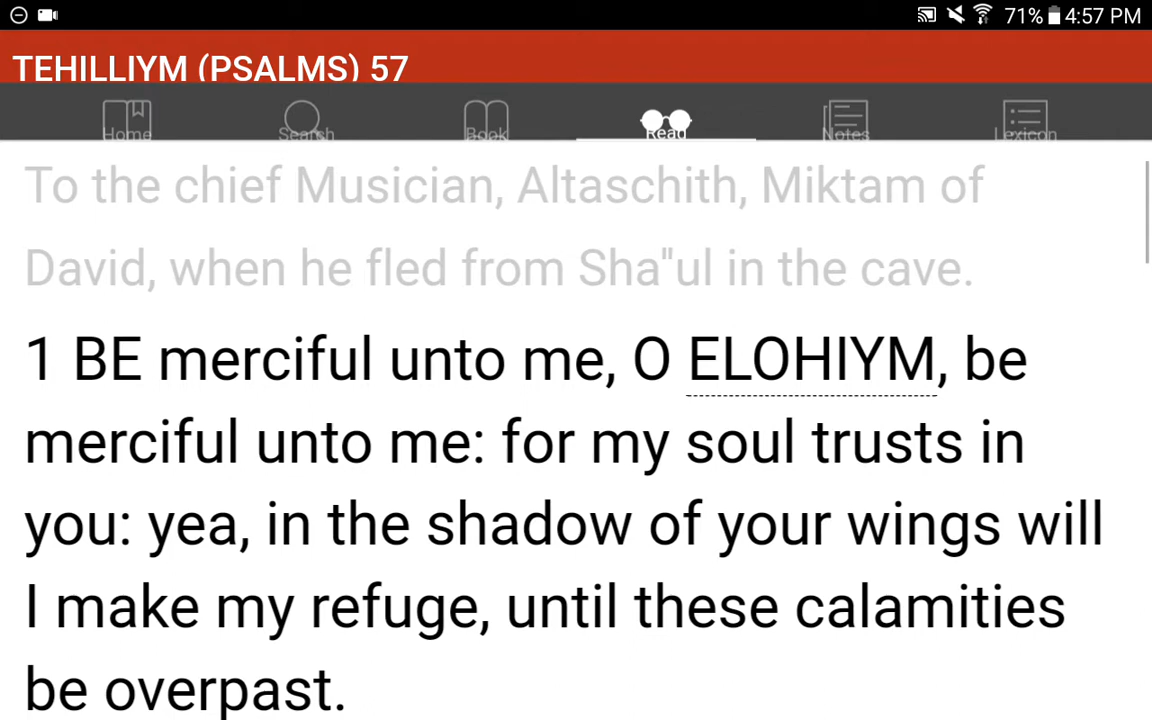 71% 4:57 PM
TEHILLIYM (PSALMS) 57
Home Search Book Read Notes Lexicon
To the chief Musician, Altaschith, Miktam of
David, when he fled from Sha"ul in the cave.
1 BE merciful unto me, O ELOHIYM, be
merciful unto me: for my soul trusts in
you: yea, in the shadow of your wings will
I make my refuge, until these calamities
be overpast.